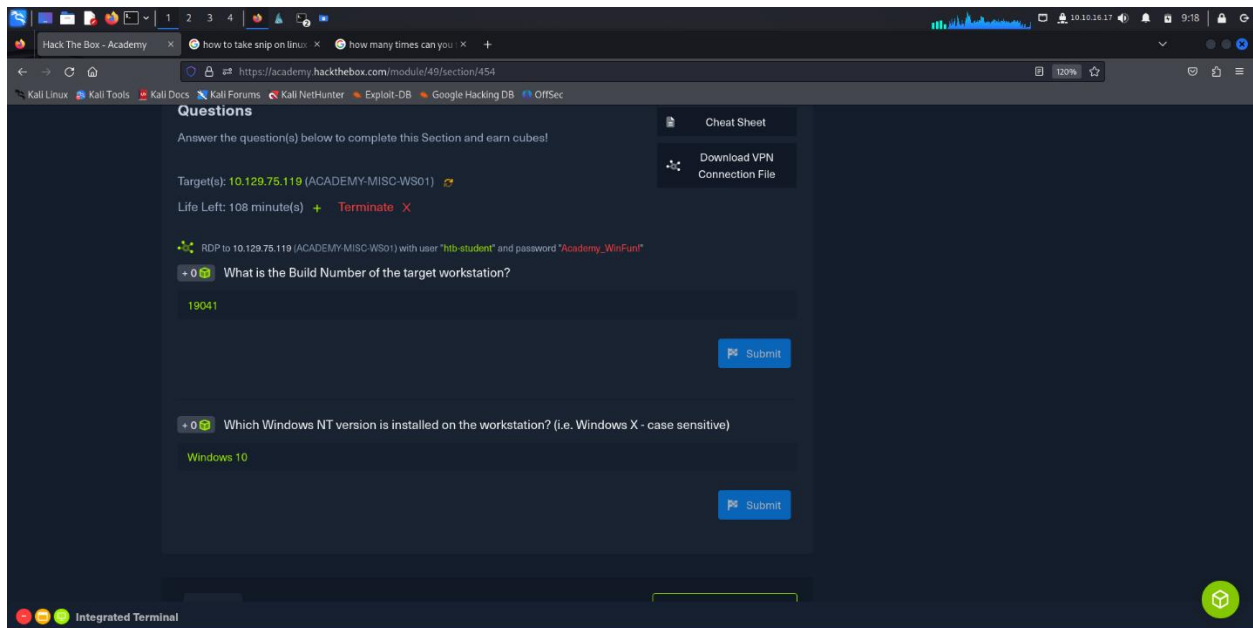 1 2 3 4
10.10.16.17
9:18
Hack The Box - Academy
how to take snip on linux
how many times can you
https://academy.hackthebox.com/module/49/section/454
120%
Kali Linux Kali Tools Kali Docs Kali Forums Kali NetHunter Exploit-DB Google Hacking DB OffSec
Questions
Cheat Sheet
Answer the question(s) below to complete this Section and earn cubes!
Download VPN
Connection File
Target(s): 10.129.75.119 (ACADEMY-MISC-WS01)
Life Left: 108 minute(s) + Terminate X
RDP to 10.129.75.119 (ACADEMY-MISC-WS01) with user "htb-student" and password "Academy_WinFun!"
+ 0 What is the Build Number of the target workstation?
19041
Submit
+ 0 Which Windows NT version is installed on the workstation? (i.e. Windows X - case sensitive)
Windows 10
Submit
Integrated Terminal